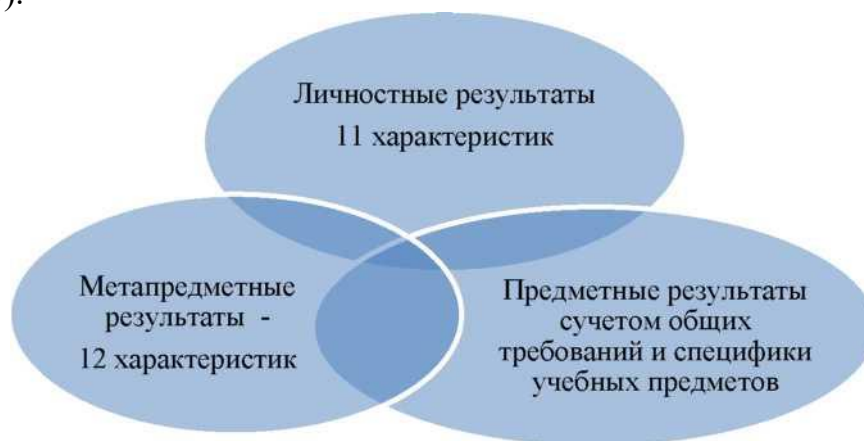 ).
Личностные результаты
11 характеристик
Метапредметные
результаты -
12 характеристик
Предметные результаты
сучетом общих
требований и специфики
учебных предметов